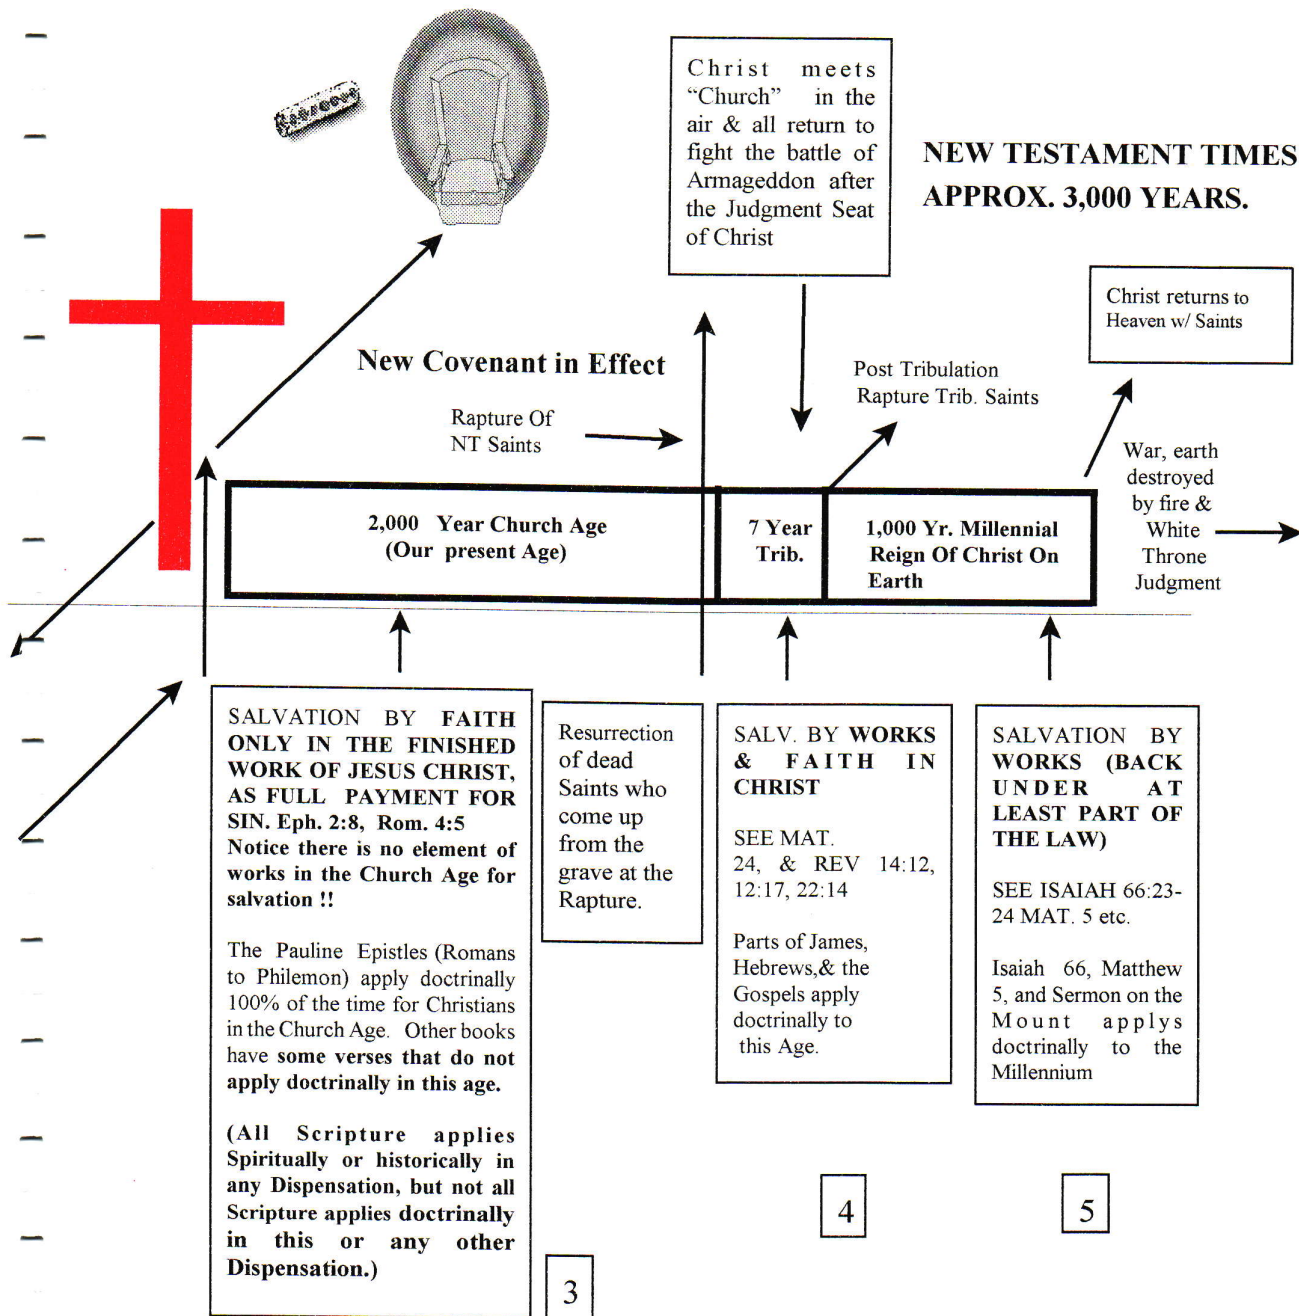 Christ meets
“Church” in the
air & all return to
fight the battle of
Armageddon after
the Judgment Seat
of Christ
NEW TESTAMENT TIMES
APPROX. 3,000 YEARS.
Christ returns to
Heaven w/ Saints
New Covenant in Effect
Post Tribulation
Rapture Trib. Saints
Rapture Of
NT Saints
War, earth
destroyed
by fire &
White
Throne
Judgment
2,000 Year Church Age
(Our present Age)
7 Year
Trib.
1,000 Yr. Millennial
Reign Of Christ On
Earth
SALVATION BY FAITH
ONLY IN THE FINISHED
WORK OF JESUS CHRIST,
AS FULL PAYMENT FOR
SIN. Eph. 2:8, Rom. 4:5
Notice there is no element of
works in the Church Age for
salvation !!
The Pauline Epistles (Romans
to Philemon) apply doctrinally
100% of the time for Christians
in the Church Age. Other books
have some verses that do not
apply doctrinally in this age.
(All Scripture applies
Spiritually or historically in
any Dispensation, but not all
Scripture applies doctrinally
in this or any other
Dispensation.)
3
Resurrection
of dead
Saints who
come up
from the
grave at the
Rapture.
SALV. BY WORKS
& FAITH IN
CHRIST
SEE MAT.
24, & REV 14:12,
12:17, 22:14
Parts of James,
Hebrews,& the
Gospels apply
doctrinally to
this Age.
4
SALVATION BY
WORKS (BACK
UNDER AT
LEAST PART OF
THE LAW)
SEE ISAIAH 66:23-
24 MAT. 5 etc.
Isaiah 66, Matthew
5, and Sermon on the
Mount applys
doctrinally to the
Millennium
5